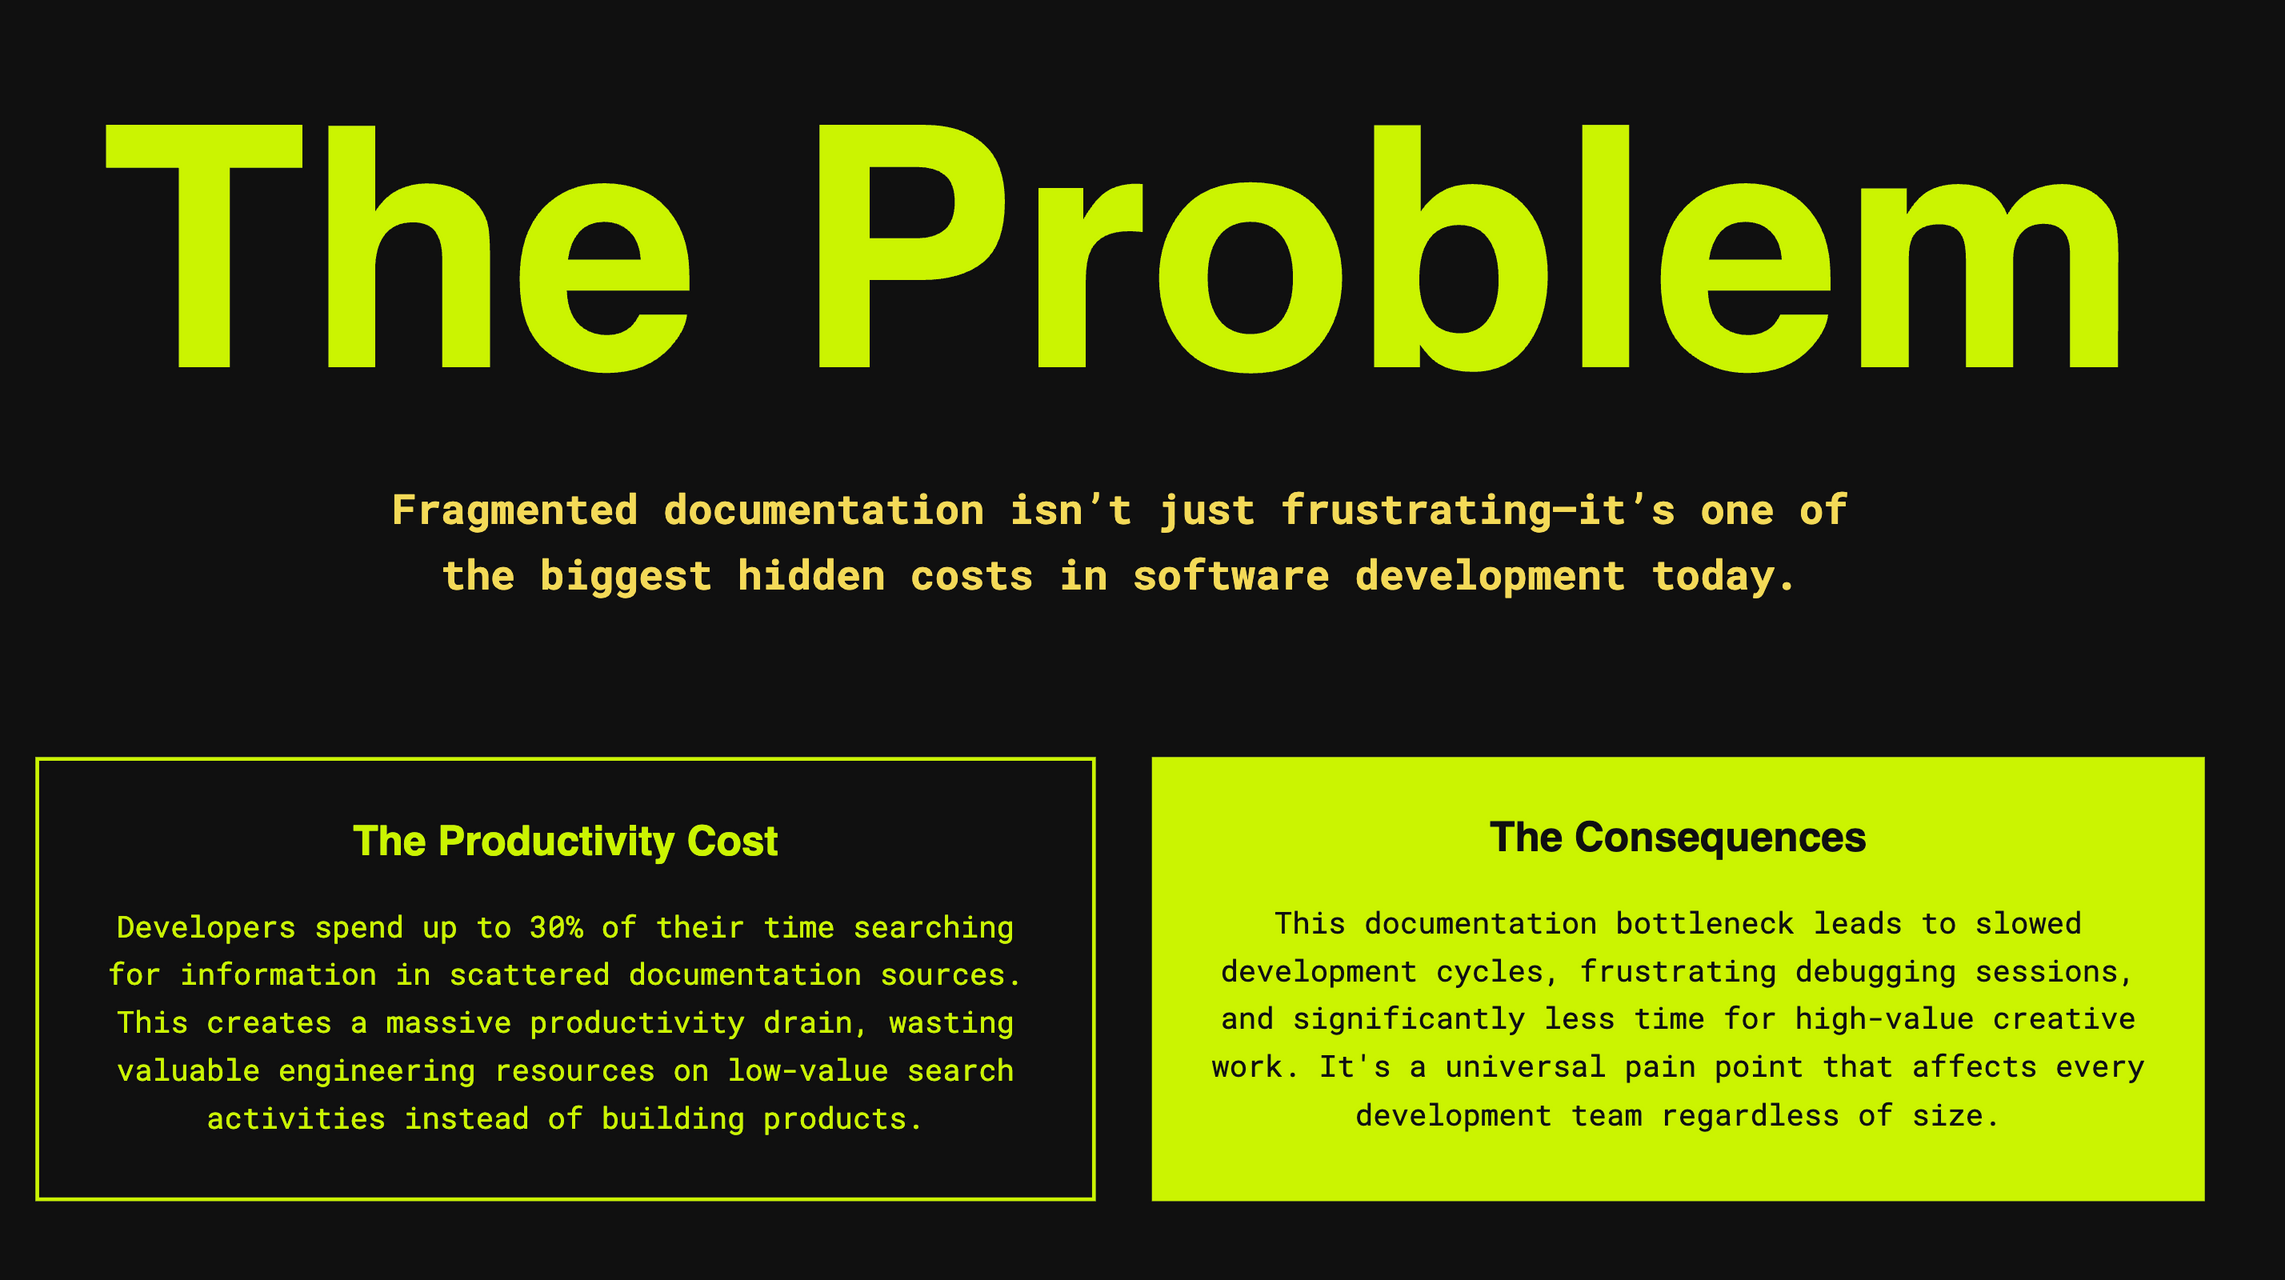 The Problem
Fragmented documentation isn’t just frustrating—it’s one of
the biggest hidden costs in software development today.
The Productivity Cost
Developers spend up to 30% of their time searching
for information in scattered documentation sources.
This creates a massive productivity drain, wasting
valuable engineering resources on low-value search
activities instead of building products.
The Consequences
This documentation bottleneck leads to slowed
development cycles, frustrating debugging sessions,
and significantly less time for high-value creative
work. It's a universal pain point that affects every
development team regardless of size.